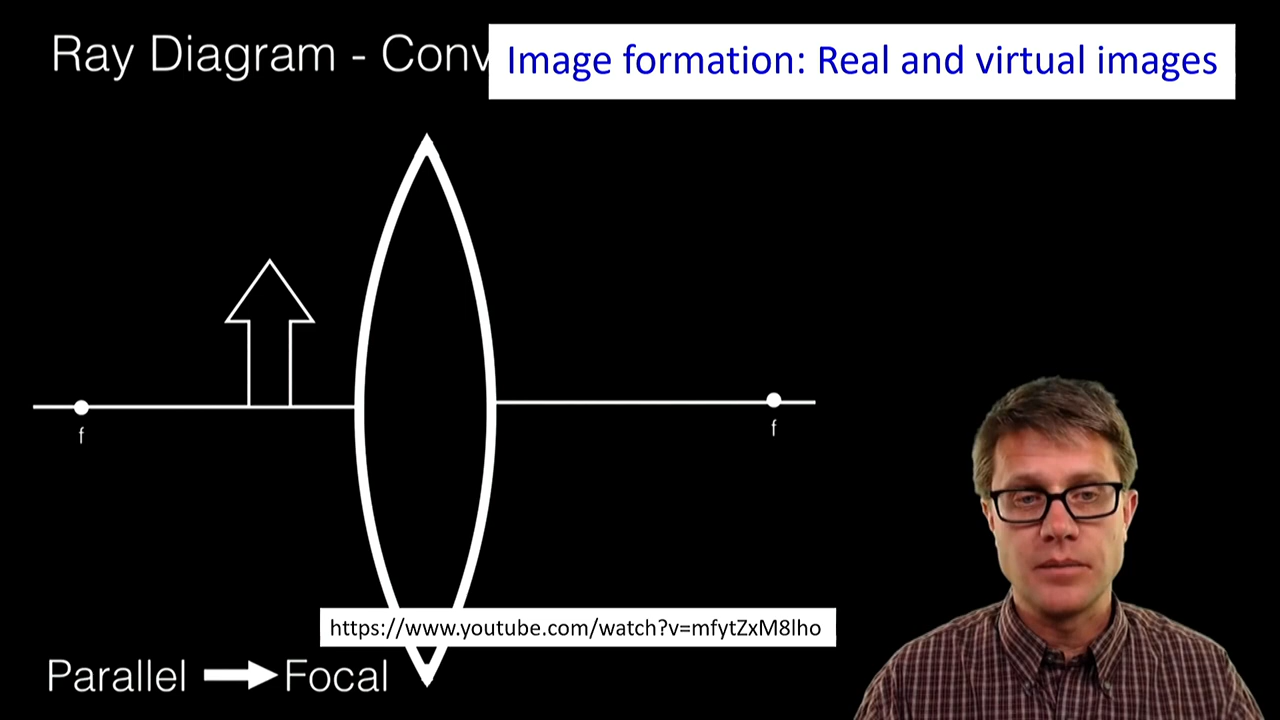 Ray Diagram - Conv
Image formation: Real and virtual images
f
f
https://www.youtube.com/watch?v=mfytZxM8lho
Parallel Focal